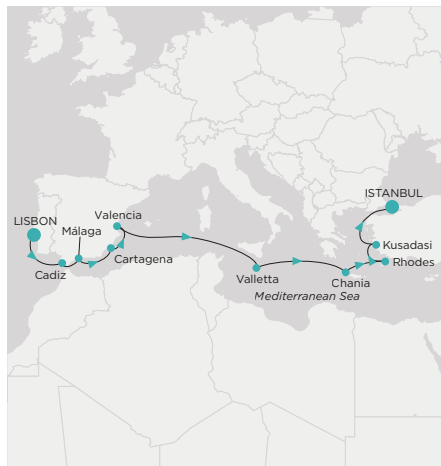 ISTANBUL
Valencia
LISBON
Málaga
Kusadasi
Cartagena
Rhodes
Cadiz
Valletta
Chania
Mediterranean Sea